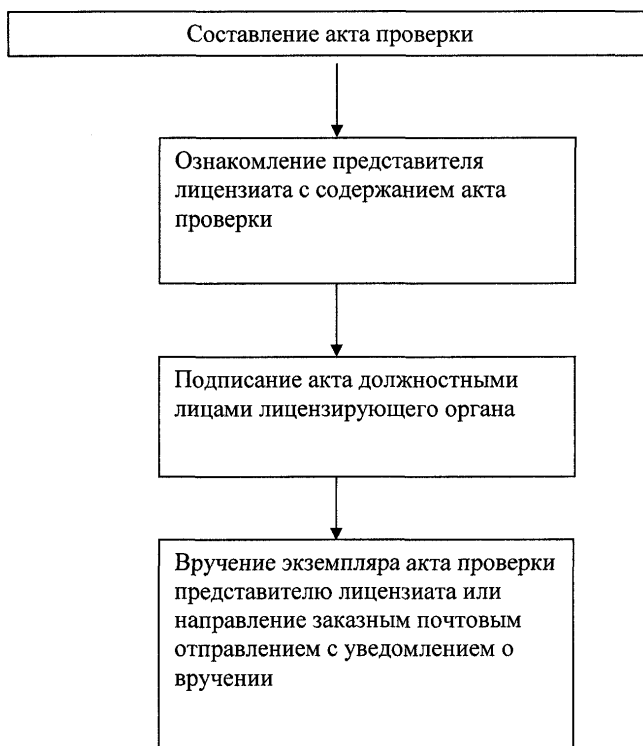 Составление акта проверки
Ознакомление представителя
лицензиата с содержанием акта
проверки
Подписание акта должностными
лицами лицензирующего органа
Вручение экземпляра акта проверки
представителю лицензиата или
направление заказным почтовым
отправлением с уведомлением о
вручении